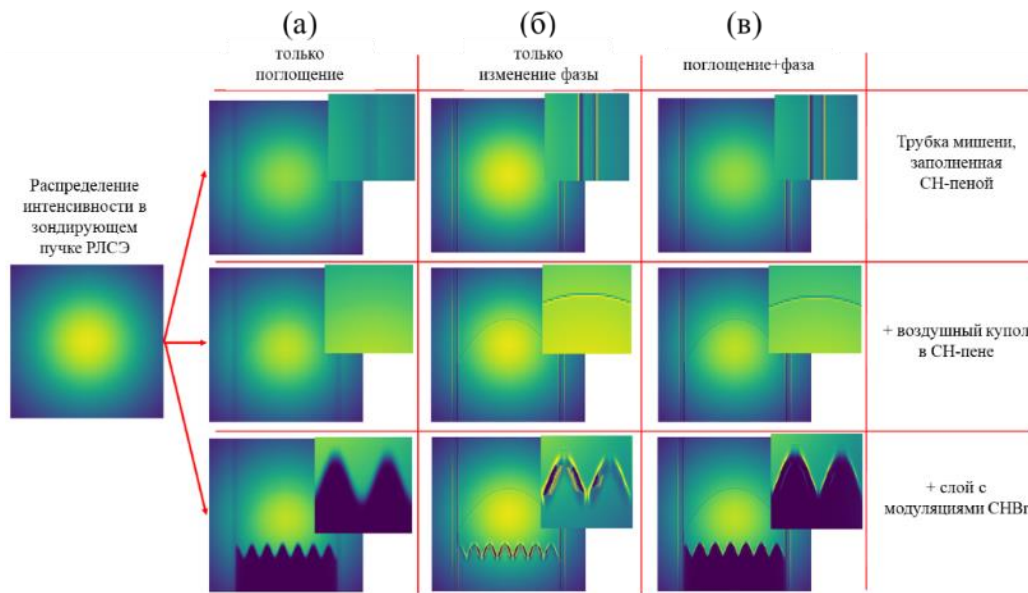 (а)
(б)
(в)
только
поглощение
только
изменение фазы
поглощение+фаза
Распределение
интенсивности в
зондирующем
пучке РЛСЭ
Трубка мишени,
заполненная
СН-пеной
+ воздушный купол
в СН-пене
+ слой с
модуляциями CHBr